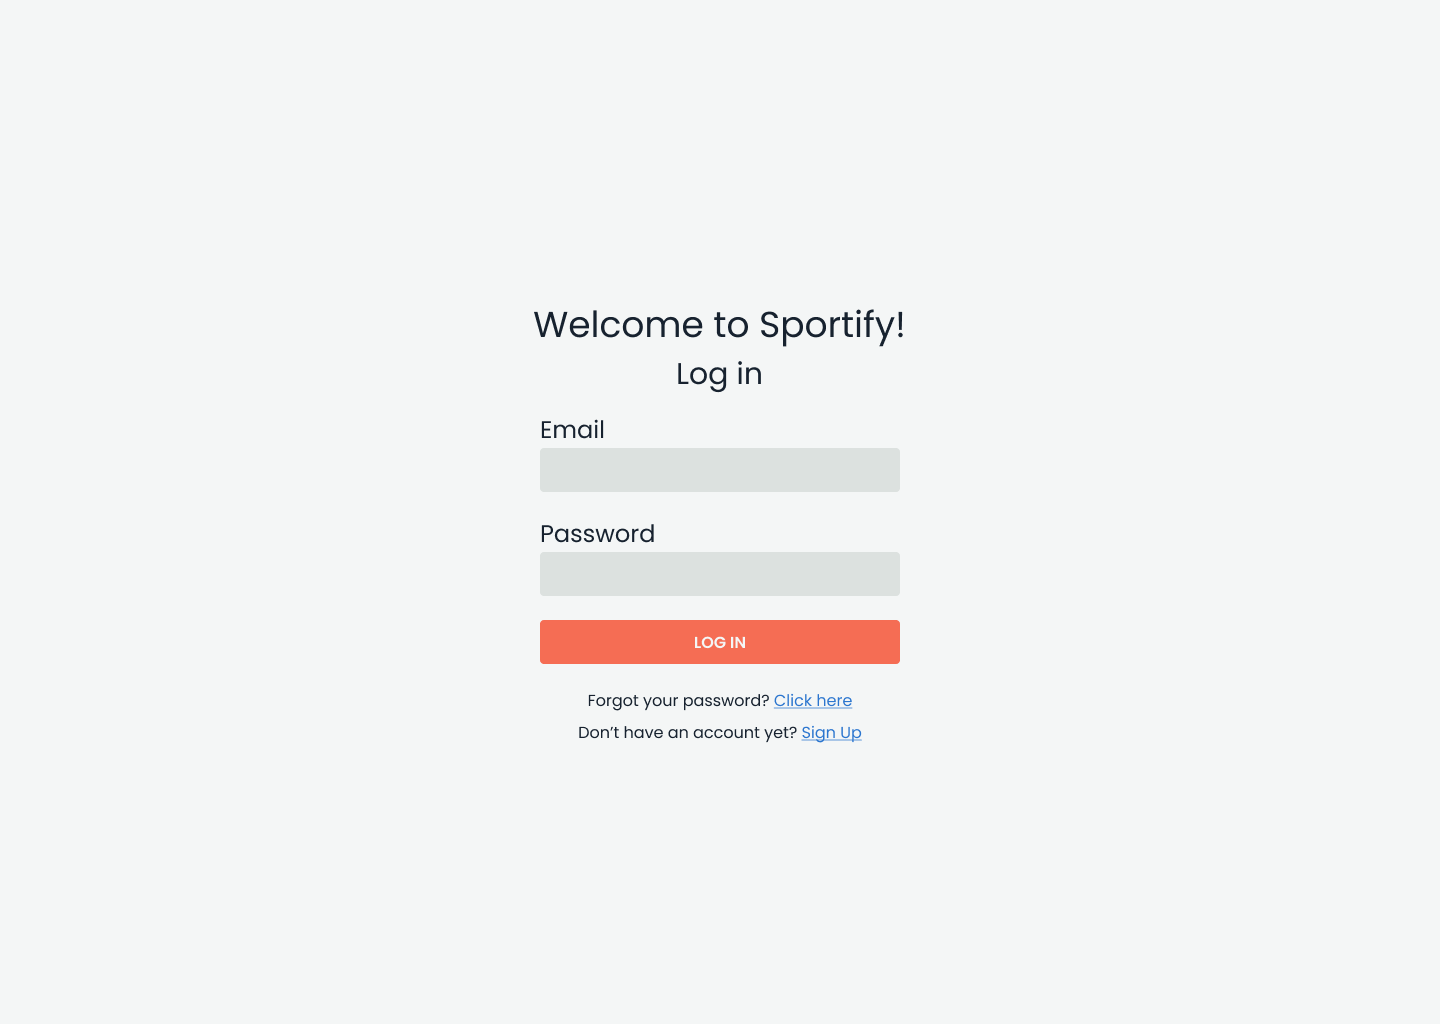 Welcome to Sportify!
Log in
Email
Password
LOG IN
Forgot your password? Click here
Don’t have an account yet? Sign Up